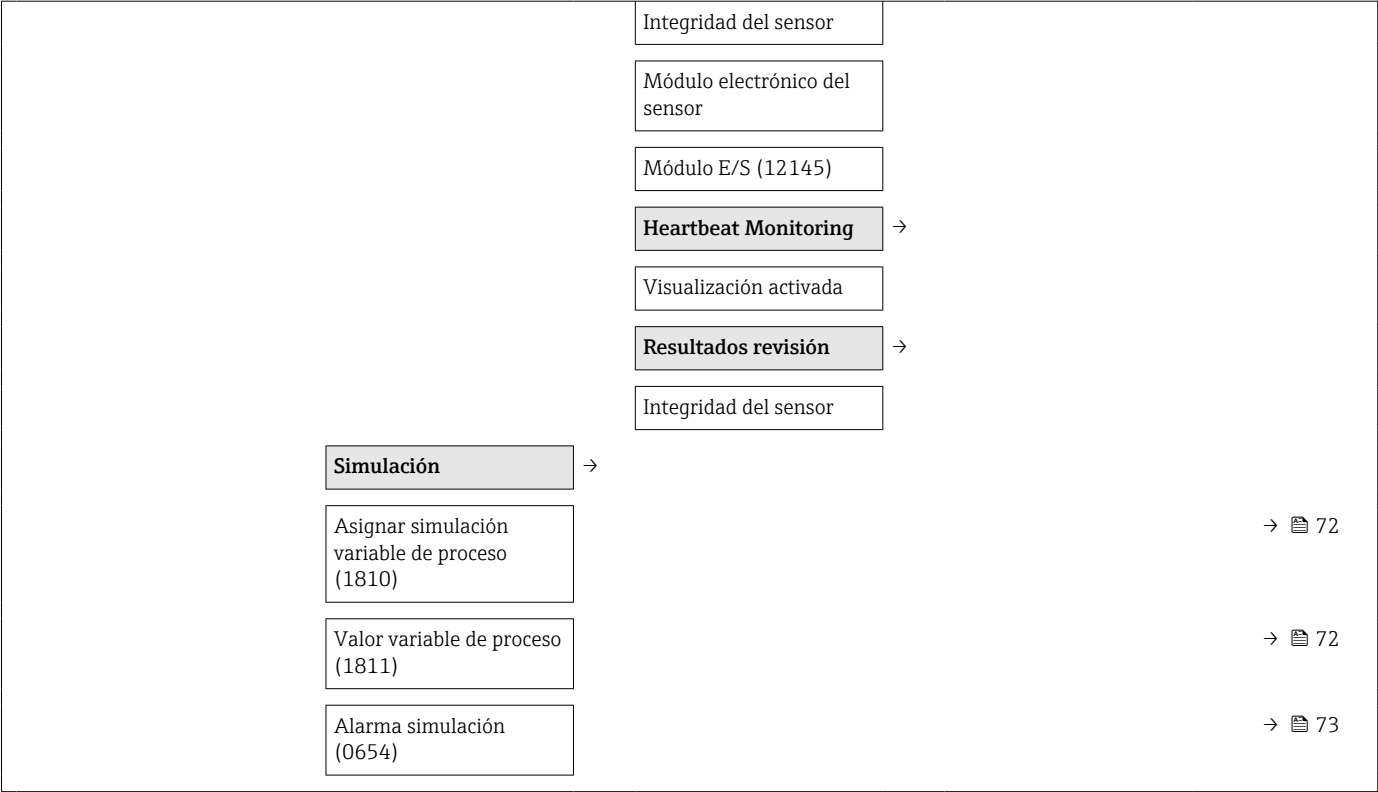 Integridad del sensor
Módulo electrónico del
sensor
Módulo E/S (12145)
Heartbeat Monitoring →
Visualización activada
Resultados revisión →
Integridad del sensor
Simulación →
Asignar simulación → 72
variable de proceso
(1810)
Valor variable de proceso → 72
(1811)
Alarma simulación → 73
(0654)